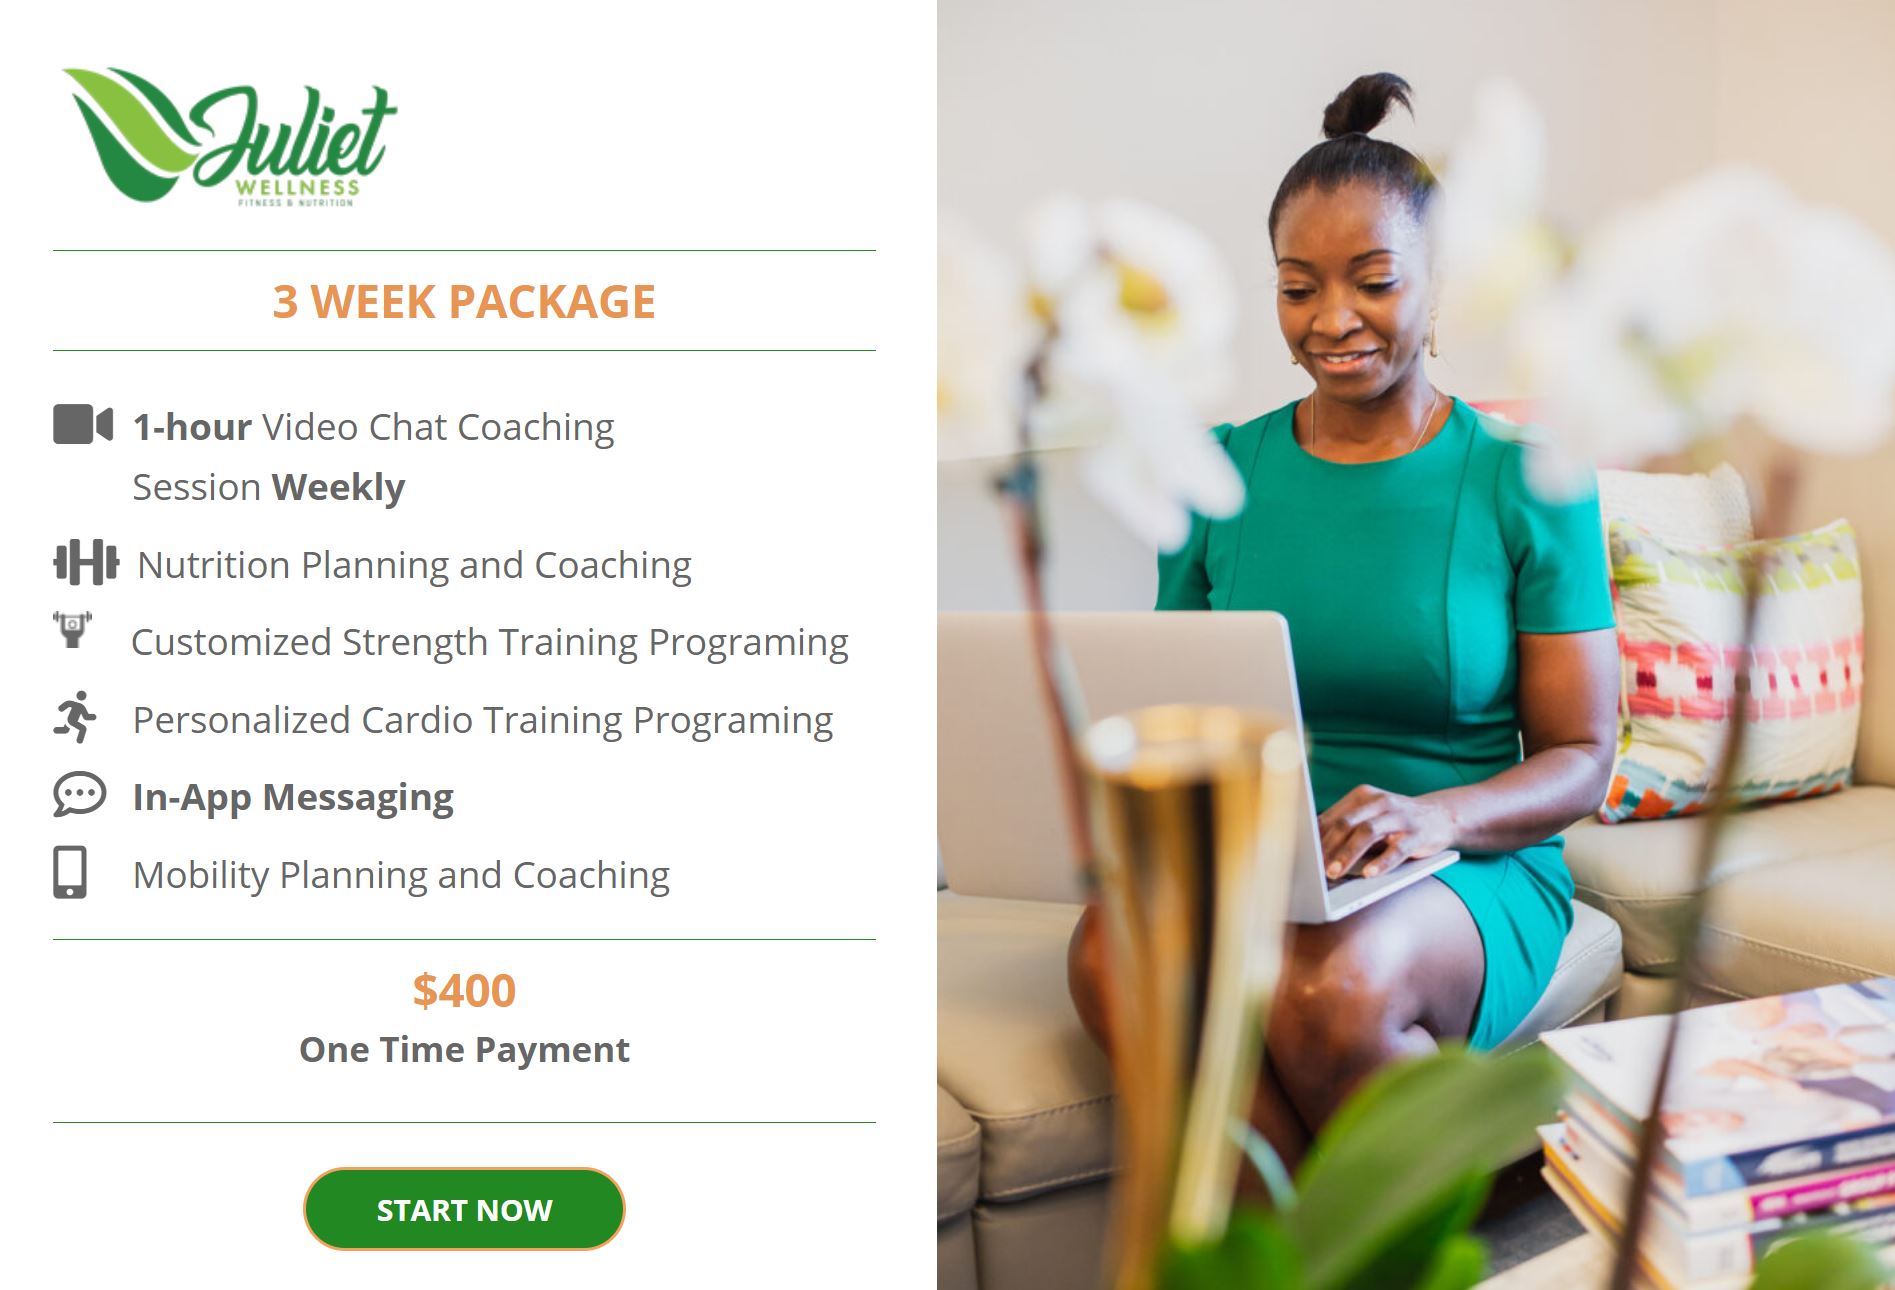 Juliet
WELLNESS
FITNESS & NUTRITION
3 WEEK PACKAGE
1-hour Video Chat Coaching
Session Weekly
Nutrition Planning and Coaching
Customized Strength Training Programing
Personalized Cardio Training Programing
In-App Messaging
Mobility Planning and Coaching
$400
One Time Payment
START NOW